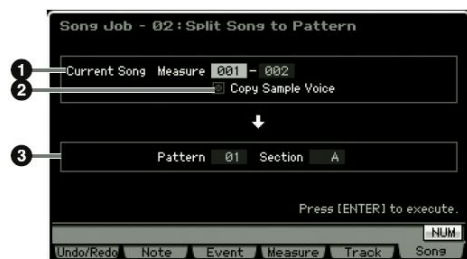 Song Job - 02:Split Song to Pattern
1 Current Song Measure 001 - 002
2 Copy Sample Voice
3 Pattern 01 Section A
Press [ENTER] to execute.
NUM
Undo/Redo Note Event Measure Track Song